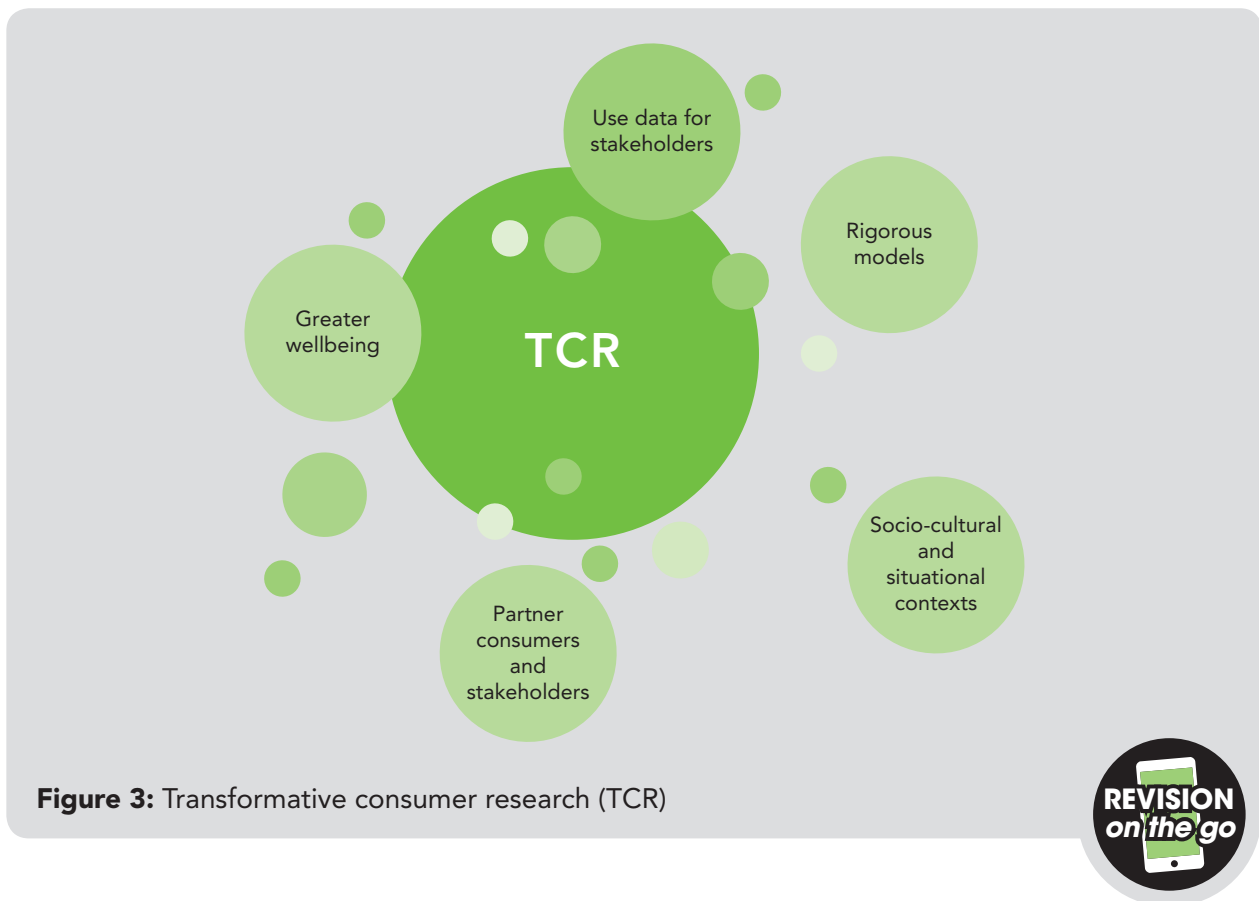 Use data for
stakeholders
Rigorous
models
Greater
wellbeing
TCR
Socio-cultural
and
situational
contexts
Partner
consumers
and
stakeholders
Figure 3: Transformative consumer research (TCR)
REVISION
on the go